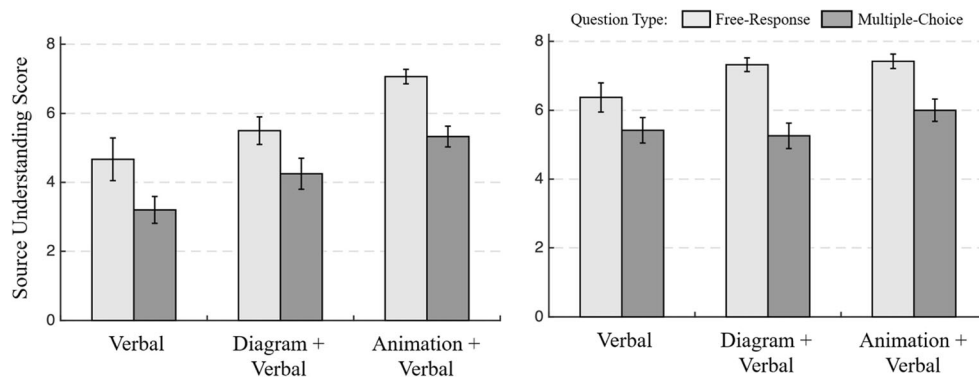 Question Type: Free-Response Multiple-Choice
Source Understanding Score
8
6
4
2
0
Verbal
Diagram +
Verbal
Animation +
Verbal
8
6
4
2
0
Verbal
Diagram +
Verbal
Animation +
Verbal